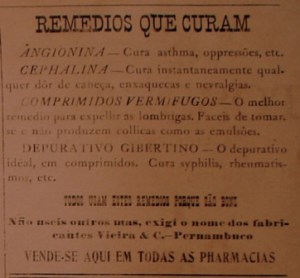 REMEDIOS QUE CURAM
ANGIONINA — Cura asthma, oppressões, etc.
CEPHALINA — Cura instantaneamente qual-
quer dôr de cabeça, enxaquecas e nevralgias.
COMPRIMIDOS VERMIFUGOS — O melhor
remedio para expellir as lombrigas. Faceis de tomar-
se e não produzem collicas como as emulsões.
DEPURATIVO GIBERTINO — O depurativo
ideal, em comprimidos. Cura syphilis, rheumatis-
mos, etc.
TODOS USAM ESTES REMEDIOS PORQUE SÃO BONS
Não useis outros mas, exigi o nome dos fabri-
cantes Vieira & C.—Pernambuco
VENDE-SE AQUI EM TODAS AS PHARMACIAS